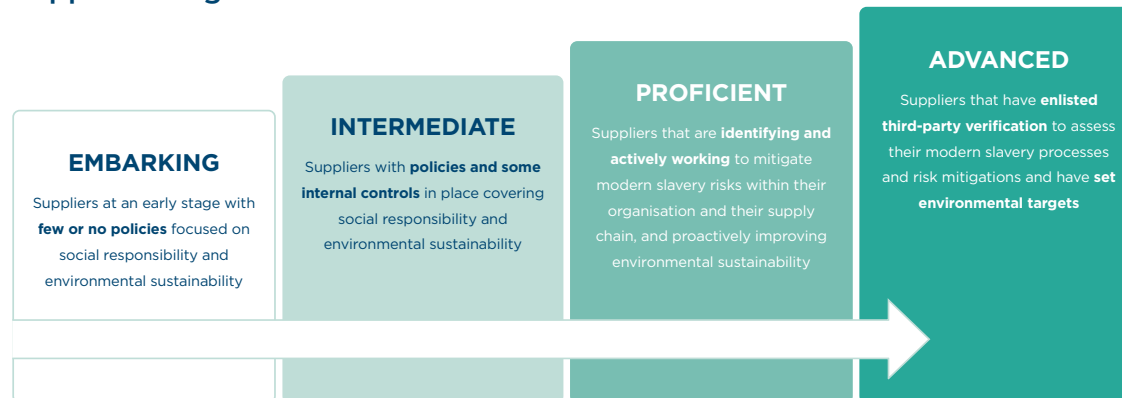 EMBARKING
Suppliers at an early stage with
few or no policies focused on
social responsibility and
environmental sustainability
INTERMEDIATE
Suppliers with policies and some
internal controls in place covering
social responsibility and
environmental sustainability
PROFICIENT
Suppliers that are identifying and
actively working to mitigate
modern slavery risks within their
organisation and their supply
chain, and proactively improving
environmental sustainability
ADVANCED
Suppliers that have enlisted
third-party verification to assess
their modern slavery processes
and risk mitigations and have set
environmental targets